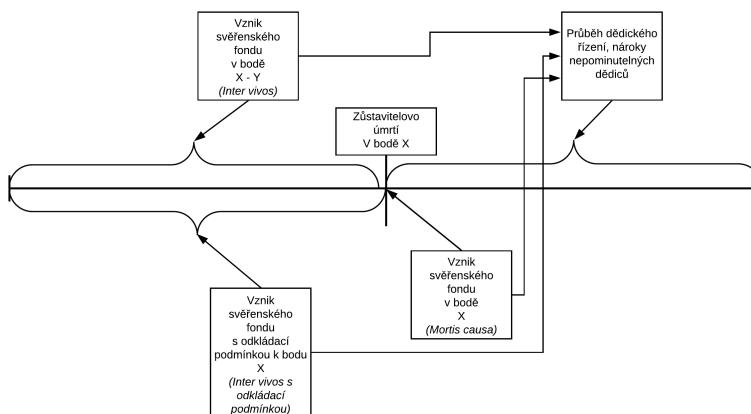 Vznik
svěřenského
fondu
v bodě
X - Y
(Inter vivos)
Průběh dědického
řízení, nároky
nepominutelných
dědiců
Zůstavitelovo
úmrtí
V bodě X
Vznik
svěřenského
fondu
v bodě
X
(Mortis causa)
Vznik
svěřenského
fondu
s odkládací
podmínkou k bodu
X
(Inter vivos s
odkládací
podmínkou)